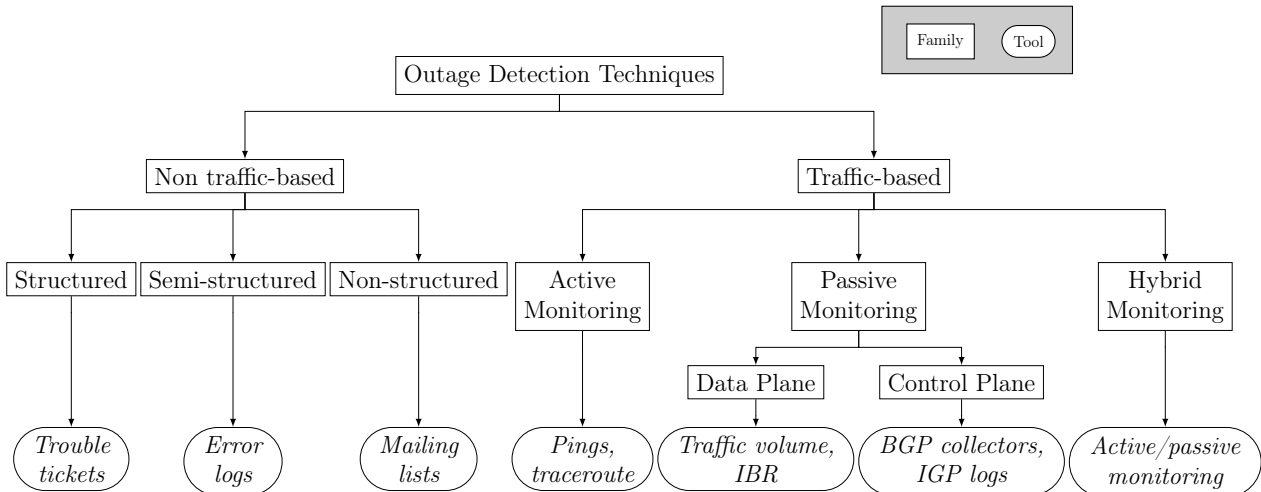 Family
Tool
Outage Detection Techniques
Non traffic-based
Traffic-based
Structured
Semi-structured
Non-structured
Active
Monitoring
Passive
Monitoring
Hybrid
Monitoring
Data Plane
Control Plane
Trouble
tickets
Error
logs
Mailing
lists
Pings,
traceroute
Traffic volume,
IBR
BGP collectors,
IGP logs
Active/passive
monitoring